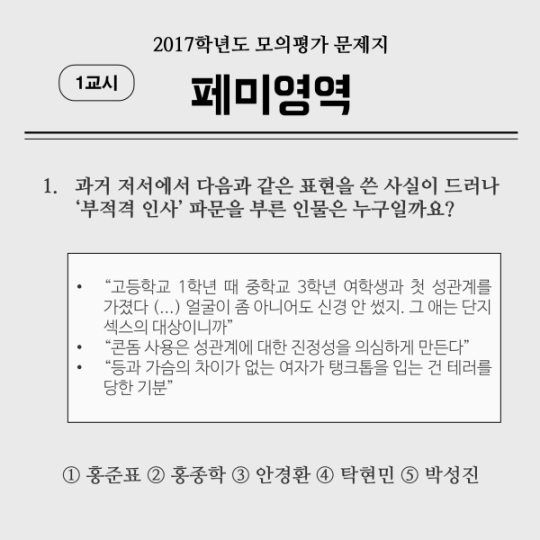 2017학년도 모의평가 문제지
1교시
페미영역
1. 과거 저서에서 다음과 같은 표현을 쓴 사실이 드러나
‘부적격 인사’ 파문을 부른 인물은 누구일까요?
• “고등학교 1학년 때 중학교 3학년 여학생과 첫 성관계를
가졌다 (...) 얼굴이 좀 아니어도 신경 안 썼지. 그 애는 단지
섹스의 대상이니까”
• “콘돔 사용은 성관계에 대한 진정성을 의심하게 만든다”
• “등과 가슴의 차이가 없는 여자가 탱크톱을 입는 건 테러를
당한 기분”
① 홍준표 ② 홍종학 ③ 안경환 ④ 탁현민 ⑤ 박성진